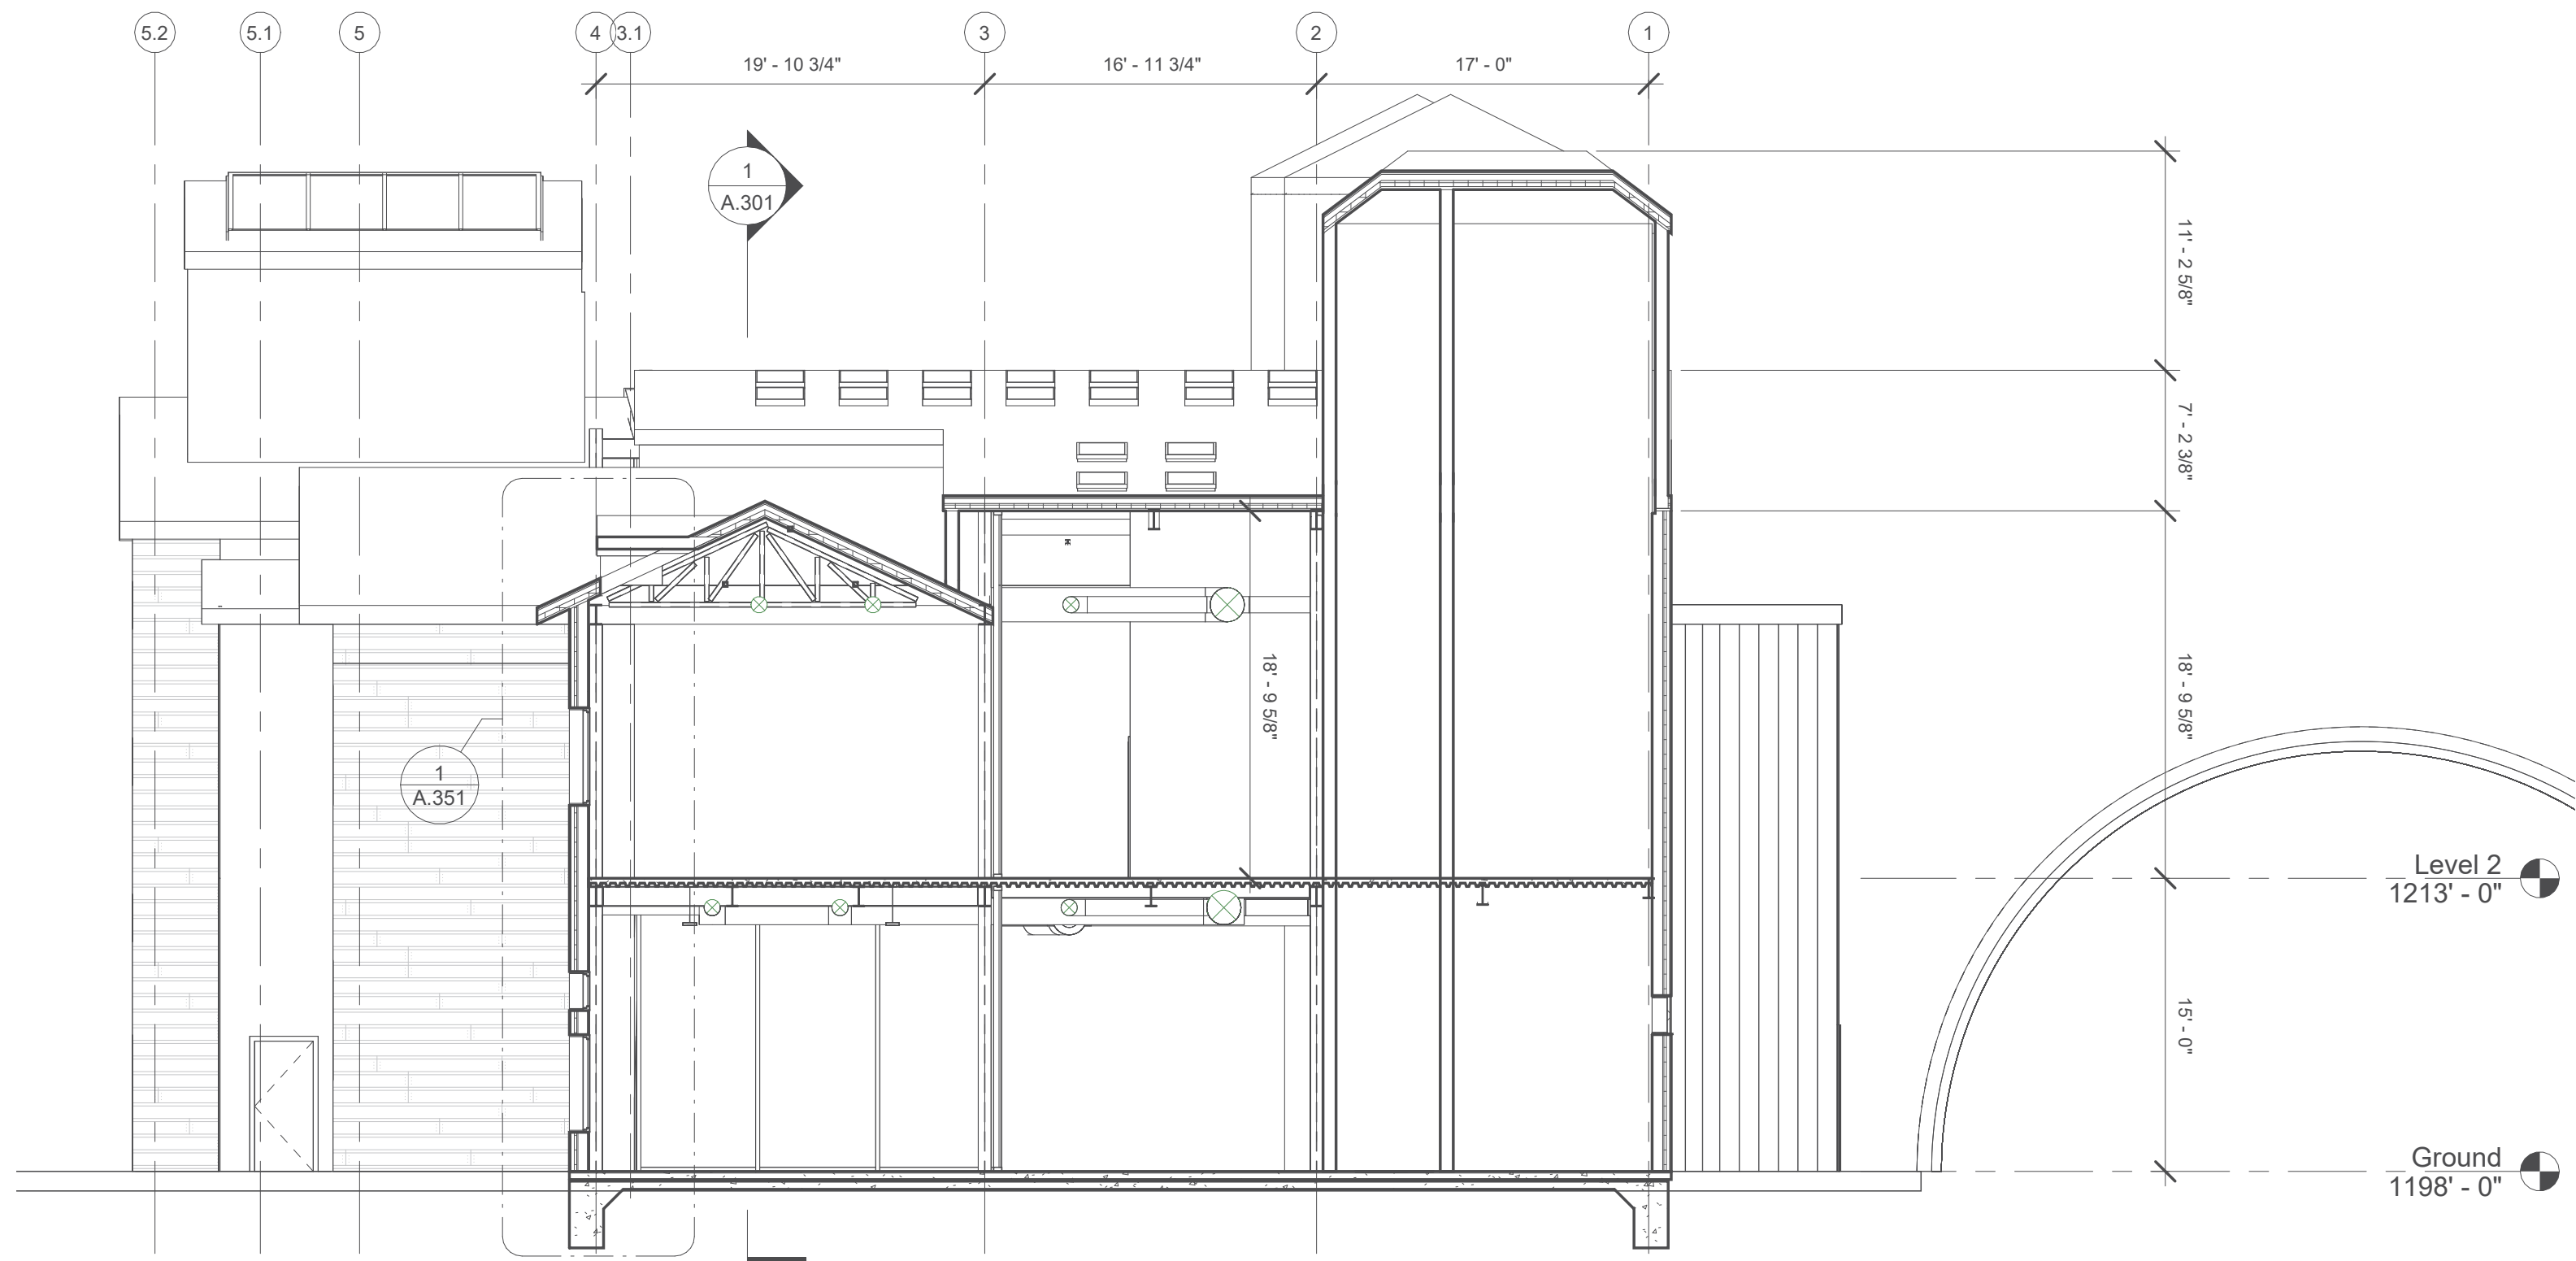 5.2
5.1
5
4
3.1
3
2
1
19' - 10 3/4"
16' - 11 3/4"
17' - 0"
1
A.301
11' - 2 5/8"
7' - 2 3/8"
18' - 9 5/8"
18' - 9 5/8"
1
A.351
Level 2
1213' - 0"
15' - 0"
Ground
1198' - 0"